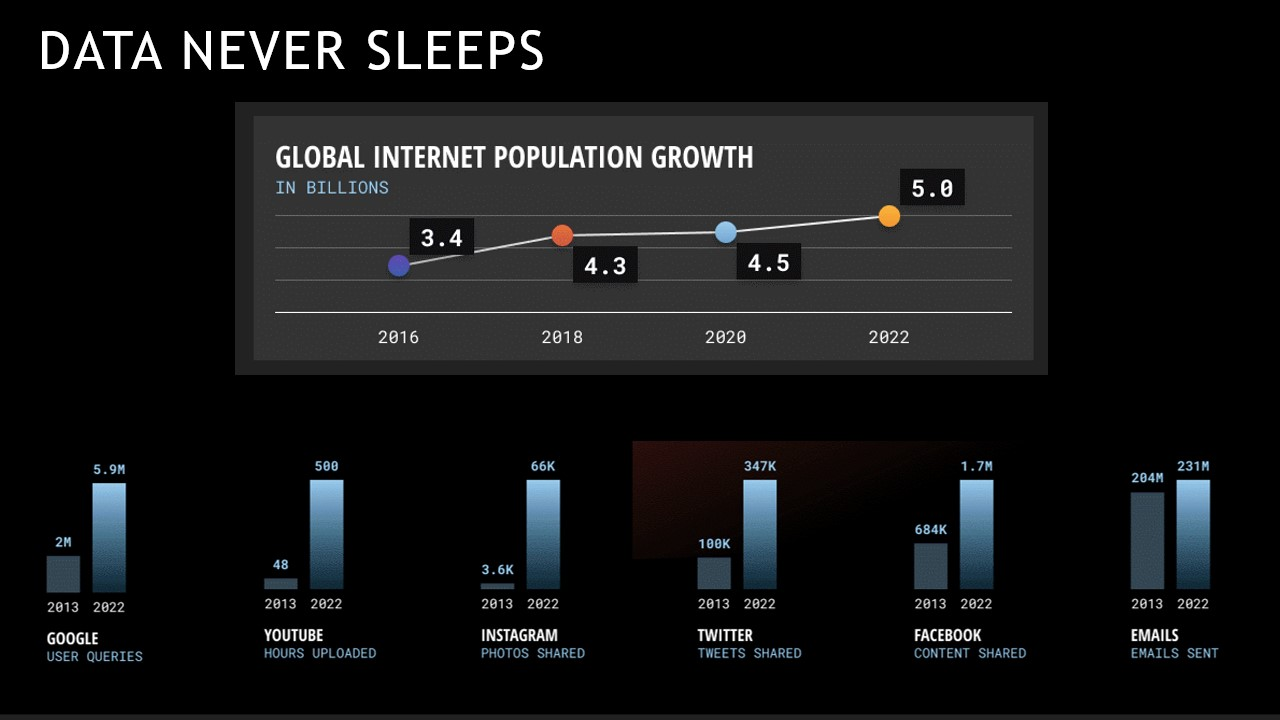 DATA NEVER SLEEPS
GLOBAL INTERNET POPULATION GROWTH
IN BILLIONS
5.0
3.4
4.3
4.5
2016 2018 2020 2022
5.9M
2M
2013 2022
GOOGLE
USER QUERIES
500
48
2013 2022
YOUTUBE
HOURS UPLOADED
66K
3.6K
2013 2022
INSTAGRAM
PHOTOS SHARED
347K
100K
2013 2022
TWITTER
TWEETS SHARED
1.7M
684K
2013 2022
FACEBOOK
CONTENT SHARED
231M
204M
2013 2022
EMAILS
EMAILS SENT